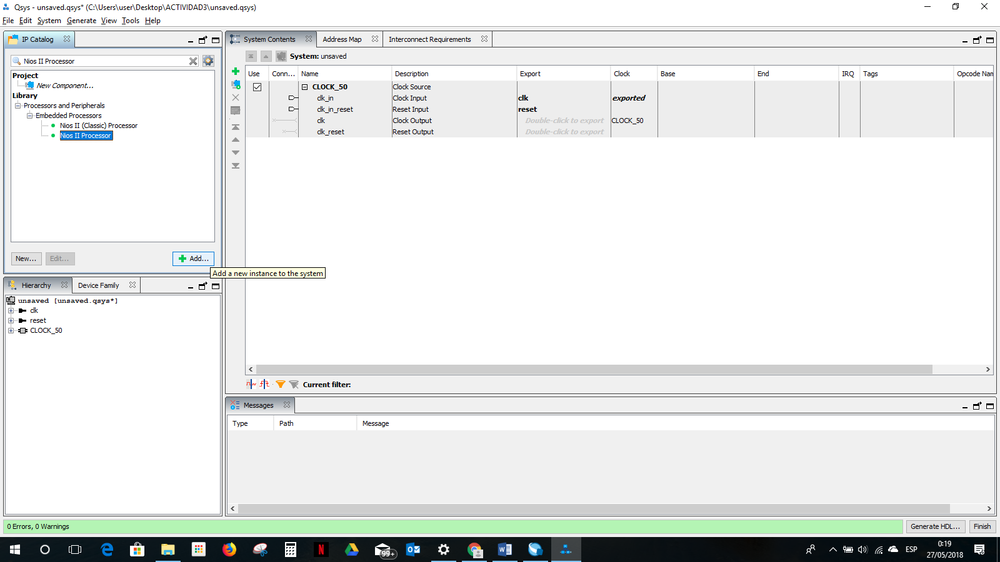 Qsys - unsaved.qsys* (C:\Users\user\Desktop\ACTIVIDAD3\unsaved.qsys)
File Edit System Generate View Tools Help
IP Catalog
Nios II Processor
Project
New Component...
Library
Processors and Peripherals
Embedded Processors
Nios II (Classic) Processor
Nios II Processor
New... Edit... Add...
Add a new instance to the system
Hierarchy Device Family
unsaved [unsaved.qsys*]
clk
reset
CLOCK_50
System Contents Address Map Interconnect Requirements
System: unsaved
Use Conn... Name Description Export Clock Base End IRQ Tags Opcode Nam
CLOCK_50 Clock Source
clk_in Clock Input clk exported
clk_in_reset Reset Input reset
clk Clock Output Double-click to export CLOCK_50
clk_reset Reset Output Double-click to export
Current filter:
Messages
Type Path Message
0 Errors, 0 Warnings Generate HDL... Finish
99+ ESP 0:19
27/05/2018